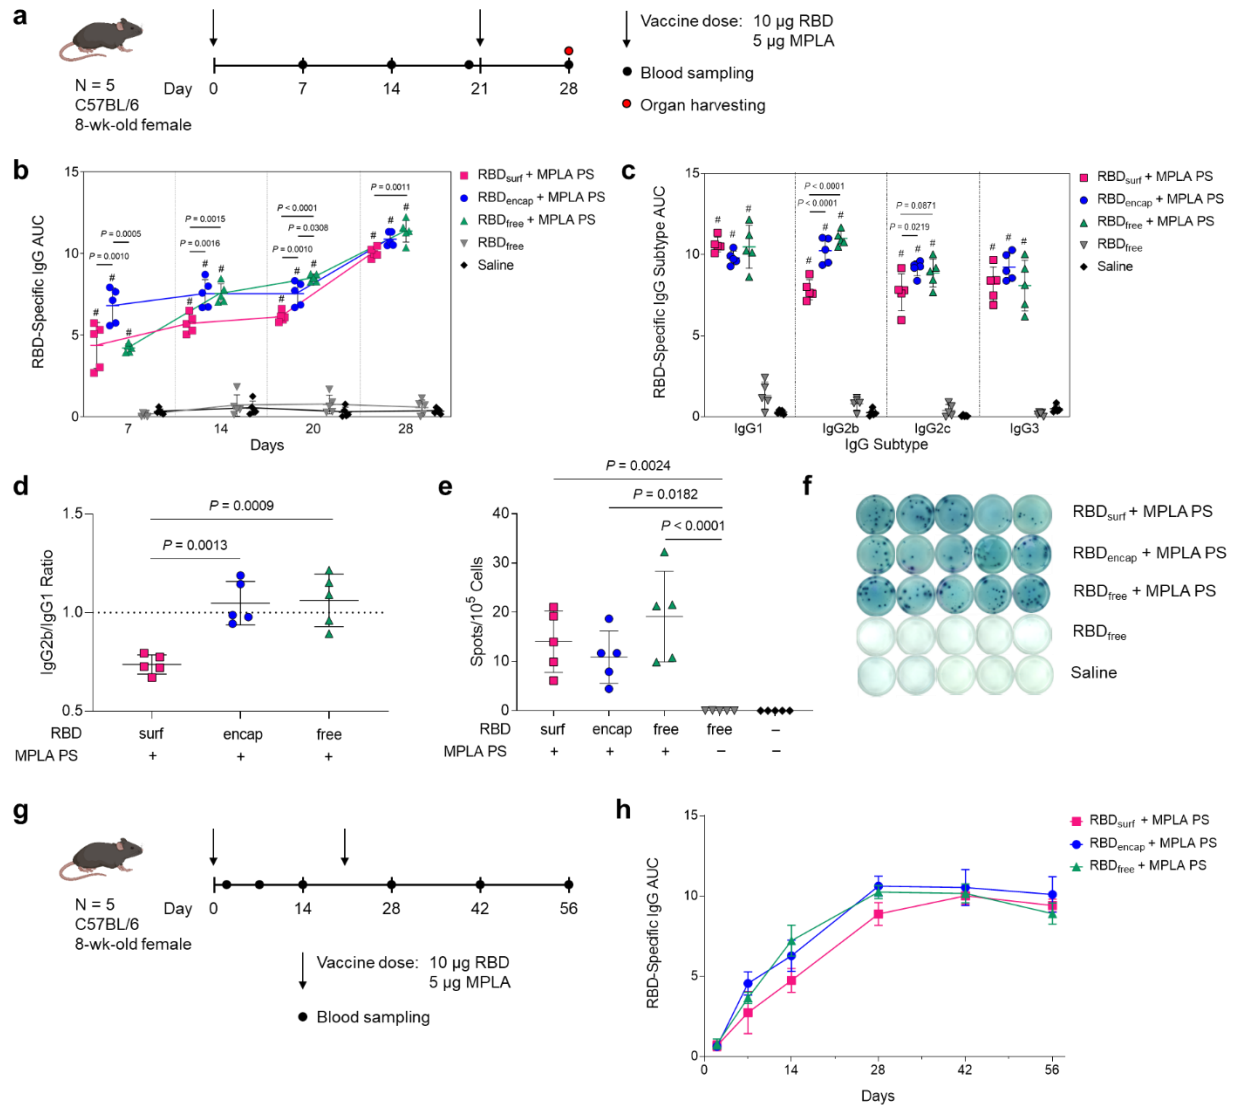 a
N = 5
C57BL/6
8-wk-old female
Day
0
7
14
21
28
Vaccine dose: 10 µg RBD
5 µg MPLA
Blood sampling
Organ harvesting
b
RBD-Specific IgG AUC
15
10
5
0
P = 0.0005
P = 0.0010
P = 0.0015
P = 0.0016
P < 0.0001
P = 0.0308
P = 0.0010
P = 0.0011
# # # # # # # # # # # #
7
14
20
28
Days
RBDsurf + MPLA PS
RBDencap + MPLA PS
RBDfree + MPLA PS
RBDfree
Saline
c
RBD-Specific IgG Subtype AUC
15
10
5
0
P < 0.0001
P < 0.0001
P = 0.0871
P = 0.0219
# # # # # # # # # # # #
IgG1
IgG2b
IgG2c
IgG3
IgG Subtype
RBDsurf + MPLA PS
RBDencap + MPLA PS
RBDfree + MPLA PS
RBDfree
Saline
d
IgG2b/IgG1 Ratio
1.5
1.0
0.5
P = 0.0009
P = 0.0013
RBD surf encap free
MPLA PS + + +
e
Spots/10⁵ Cells
40
30
20
10
0
P = 0.0024
P = 0.0182
P < 0.0001
RBD surf encap free free –
MPLA PS + + + – –
f
RBDsurf + MPLA PS
RBDencap + MPLA PS
RBDfree + MPLA PS
RBDfree
Saline
g
N = 5
C57BL/6
8-wk-old female
Day
0
14
28
42
56
Vaccine dose: 10 µg RBD
5 µg MPLA
Blood sampling
h
RBD-Specific IgG AUC
15
10
5
0
0
14
28
42
56
Days
RBDsurf + MPLA PS
RBDencap + MPLA PS
RBDfree + MPLA PS